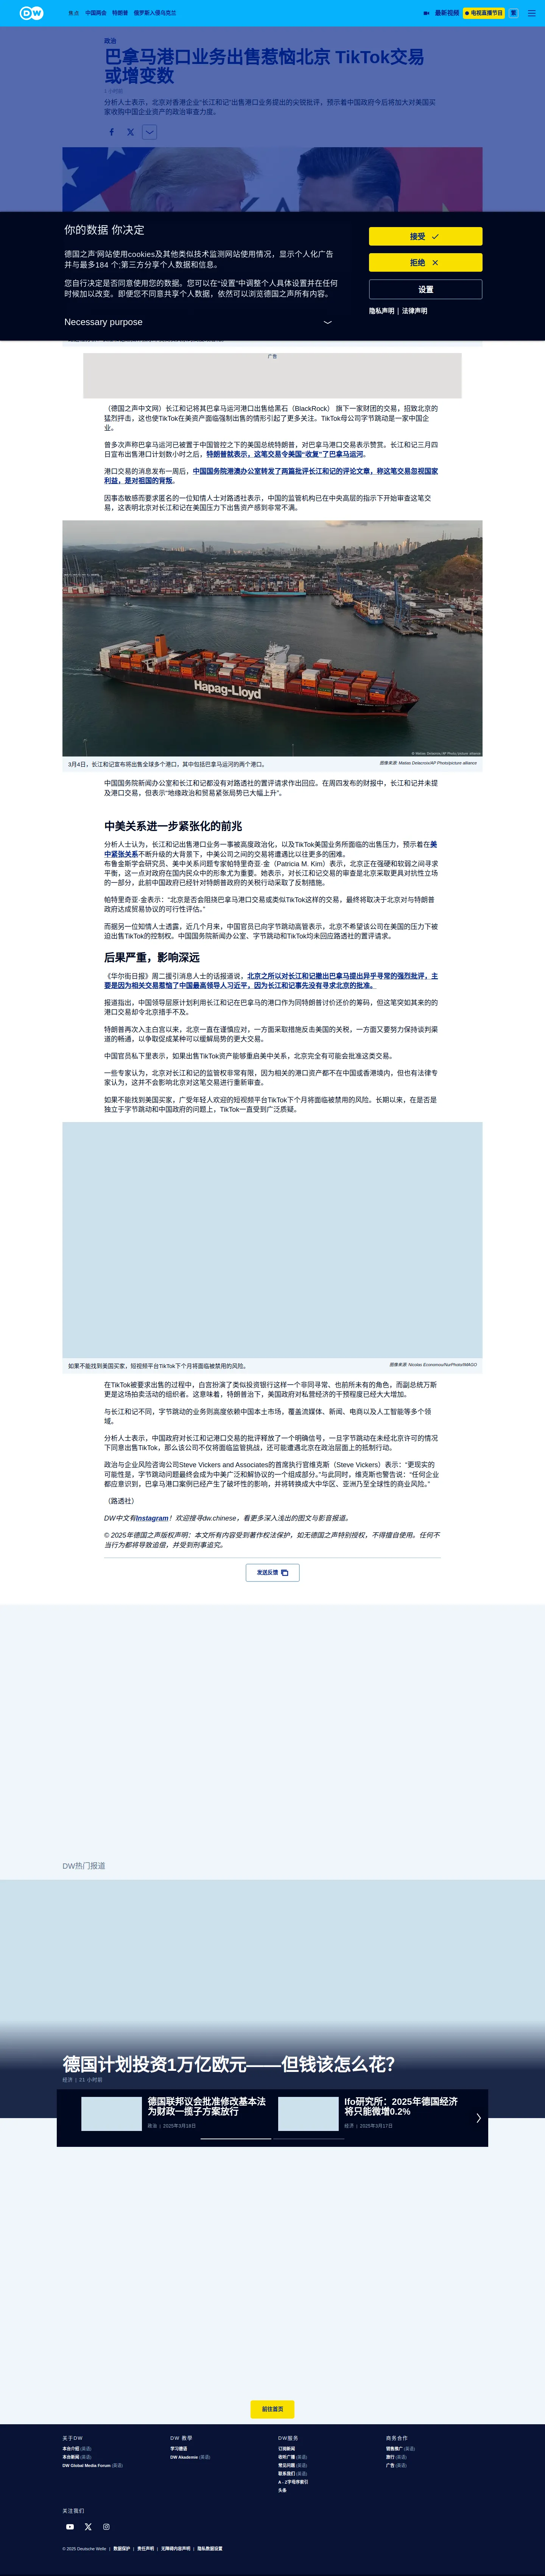 DW
焦点 中国两会 特朗普 俄罗斯入侵乌克兰
最新视频 电视直播节目 繁
政治
巴拿马港口业务出售惹恼北京 TikTok交易
或增变数
1 小时前
分析人士表示，北京对香港企业“长江和记”出售港口业务提出的尖锐批评，预示着中国政府今后将加大对美国买
家收购中国企业资产的政治审查力度。
你的数据 你决定
德国之声'网站使用cookies及其他类似技术监测网站使用情况，显示个人化广告
并与最多184 个;第三方分享个人数据和信息。
您自行决定是否同意使用您的数据。您可以在“设置”中调整个人具体设置并在任何
时候加以改变。即使您不同意共享个人数据，依然可以浏览德国之声所有内容。
Necessary purpose
接受
拒绝
设置
隐私声明 | 法律声明
广告
（德国之声中文网）长江和记将其巴拿马运河港口出售给黑石（BlackRock） 旗下一家财团的交易，招致北京的
猛烈抨击，这也使TikTok在美资产面临强制出售的情形引起了更多关注。TikTok母公司字节跳动是一家中国企
业。
曾多次声称巴拿马运河已被置于中国管控之下的美国总统特朗普，对巴拿马港口交易表示赞赏。长江和记三月四
日宣布出售港口计划数小时之后，特朗普就表示，这笔交易令美国“收复”了巴拿马运河。
港口交易的消息发布一周后，中国国务院港澳办公室转发了两篇批评长江和记的评论文章，称这笔交易忽视国家
利益，是对祖国的背叛。
因事态敏感而要求匿名的一位知情人士对路透社表示，中国的监管机构已在中央高层的指示下开始审查这笔交
易，这表明北京对长江和记在美国压力下出售资产感到非常不满。
Hapag-Lloyd
© Matias Delacroix/AP Photo/picture alliance
3月4日，长江和记宣布将出售全球多个港口，其中包括巴拿马运河的两个港口。
图像来源: Matias Delacroix/AP Photo/picture alliance
中国国务院新闻办公室和长江和记都没有对路透社的置评请求作出回应。在周四发布的财报中，长江和记并未提
及港口交易，但表示“地缘政治和贸易紧张局势已大幅上升”。
中美关系进一步紧张化的前兆
分析人士认为，长江和记出售港口业务一事被高度政治化，以及TikTok美国业务所面临的出售压力，预示着在美
中紧张关系不断升级的大背景下，中美公司之间的交易将遭遇比以往更多的困难。
布鲁金斯学会研究员、美中关系问题专家帕特里奇亚·金（Patricia M. Kim）表示，北京正在强硬和软弱之间寻求
平衡，这一点对政府在国内民众中的形象尤为重要。她表示，对长江和记交易的审查是北京采取更具对抗性立场
的一部分，此前中国政府已经针对特朗普政府的关税行动采取了反制措施。
帕特里奇亚·金表示：“北京是否会阻挠巴拿马港口交易或类似TikTok这样的交易，最终将取决于北京对与特朗普
政府达成贸易协议的可行性评估。”
而据另一位知情人士透露，近几个月来，中国官员已向字节跳动高管表示，北京不希望该公司在美国的压力下被
迫出售TikTok的控制权。中国国务院新闻办公室、字节跳动和TikTok均未回应路透社的置评请求。
后果严重，影响深远
《华尔街日报》周二援引消息人士的话报道说，北京之所以对长江和记撤出巴拿马提出异乎寻常的强烈批评，主
要是因为相关交易惹恼了中国最高领导人习近平，因为长江和记事先没有寻求北京的批准。
报道指出，中国领导层原计划利用长江和记在巴拿马的港口作为同特朗普讨价还价的筹码，但这笔突如其来的的
港口交易却令北京措手不及。
特朗普再次入主白宫以来，北京一直在谨慎应对，一方面采取措施反击美国的关税，一方面又要努力保持谈判渠
道的畅通，以争取促成某种可以缓解局势的更大交易。
中国官员私下里表示，如果出售TikTok资产能够重启美中关系，北京完全有可能会批准这类交易。
一些专家认为，北京对长江和记的监管权非常有限，因为相关的港口资产都不在中国或香港境内，但也有法律专
家认为，这并不会影响北京对这笔交易进行重新审查。
如果不能找到美国买家，广受年轻人欢迎的短视频平台TikTok下个月将面临被禁用的风险。长期以来，在是否是
独立于字节跳动和中国政府的问题上，TikTok一直受到广泛质疑。
如果不能找到美国买家，短视频平台TikTok下个月将面临被禁用的风险。
图像来源: Nicolas Economou/NurPhoto/IMAGO
在TikTok被要求出售的过程中，白宫扮演了类似投资银行这样一个非同寻常、也前所未有的角色，而副总统万斯
更是这场拍卖活动的组织者。这意味着，特朗普治下，美国政府对私营经济的干预程度已经大大增加。
与长江和记不同，字节跳动的业务则高度依赖中国本土市场，覆盖流媒体、新闻、电商以及人工智能等多个领
域。
分析人士表示，中国政府对长江和记港口交易的批评释放了一个明确信号，一旦字节跳动在未经北京许可的情况
下同意出售TikTok，那么该公司不仅将面临监管挑战，还可能遭遇北京在政治层面上的抵制行动。
政治与企业风险咨询公司Steve Vickers and Associates的首席执行官维克斯（Steve Vickers）表示：“更现实的
可能性是，字节跳动问题最终会成为中美广泛和解协议的一个组成部分。”与此同时，维克斯也警告说：“任何企业
都应意识到，巴拿马港口案例已经产生了破坏性的影响，并将转换成大中华区、亚洲乃至全球性的商业风险。”
（路透社）
DW中文有Instagram！欢迎搜寻dw.chinese，看更多深入浅出的图文与影音报道。
© 2025年德国之声版权声明：本文所有内容受到著作权法保护，如无德国之声特别授权，不得擅自使用。任何不
当行为都将导致追偿，并受到刑事追究。
发送反馈
DW热门报道
德国计划投资1万亿欧元——但钱该怎么花？
经济 | 21 小时前
德国联邦议会批准修改基本法
为财政一揽子方案放行
政治 | 2025年3月18日
Ifo研究所：2025年德国经济
将只能微增0.2%
经济 | 2025年3月17日
前往首页
关于DW
本台介绍 (英语)
本台新闻 (英语)
DW Global Media Forum (英语)
DW 教學
学习德语
DW Akademie (英语)
DW服务
订阅新闻
收听广播 (英语)
常见问题 (英语)
联系我们 (英语)
A - Z字母序索引
头条
商务合作
销售推广 (英语)
旅行 (英语)
广告 (英语)
关注我们
© 2025 Deutsche Welle | 数据保护 | 责任声明 | 无障碍内容声明 | 隐私数据设置